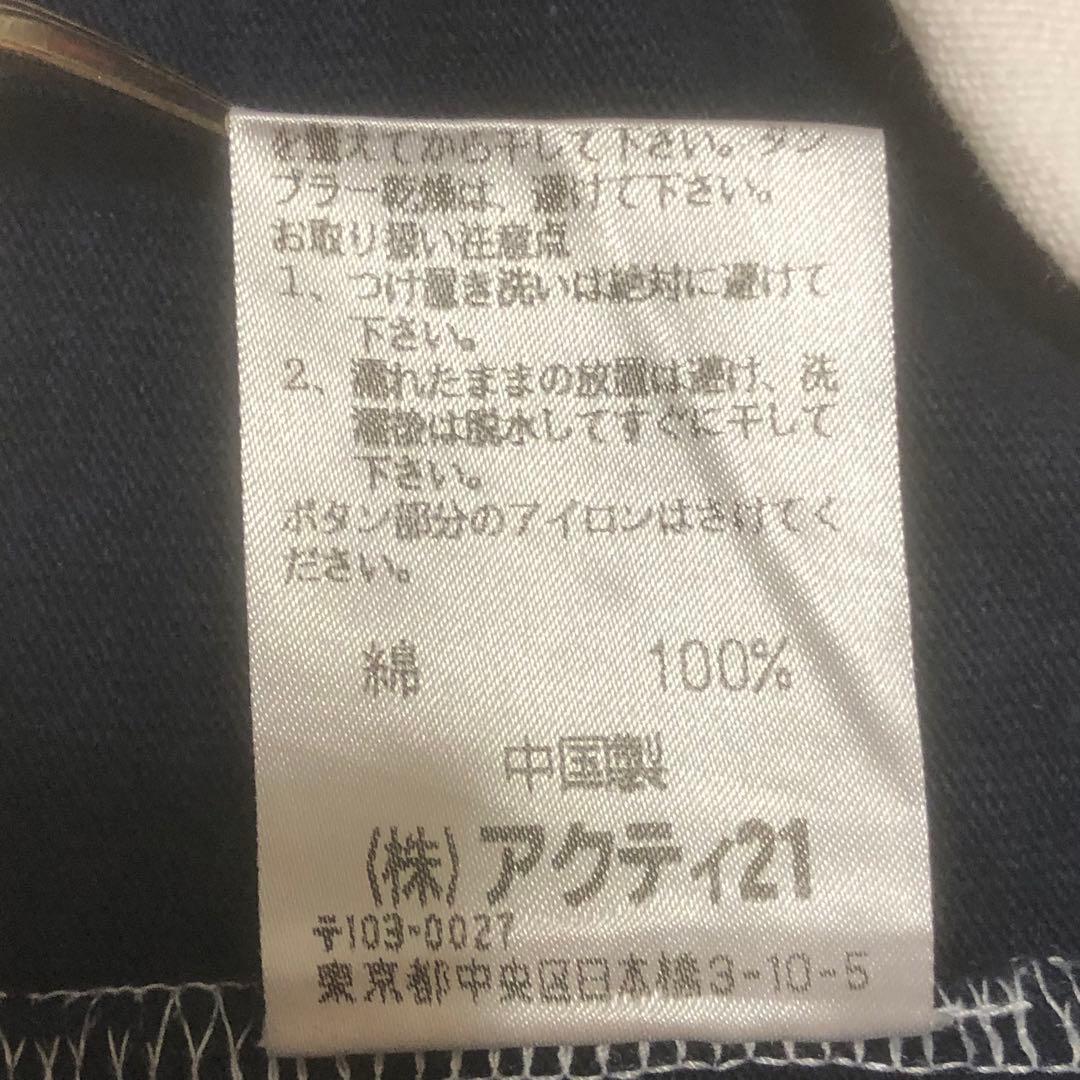 を整えてから干して下さい。タン
ブラー乾燥は、避けて下さい。
お取り扱い注意点
1、つけ置き洗いは絶対に避けて
下さい。
2、濡れたままの放置は避け、洗
濯後は脱水してすぐに干して
下さい。
ボタン部分のアイロンはさけてく
ださい。
綿 100%
中国製
(株)アクティ21
〒103-0027
東京都中央区日本橋3-10-5